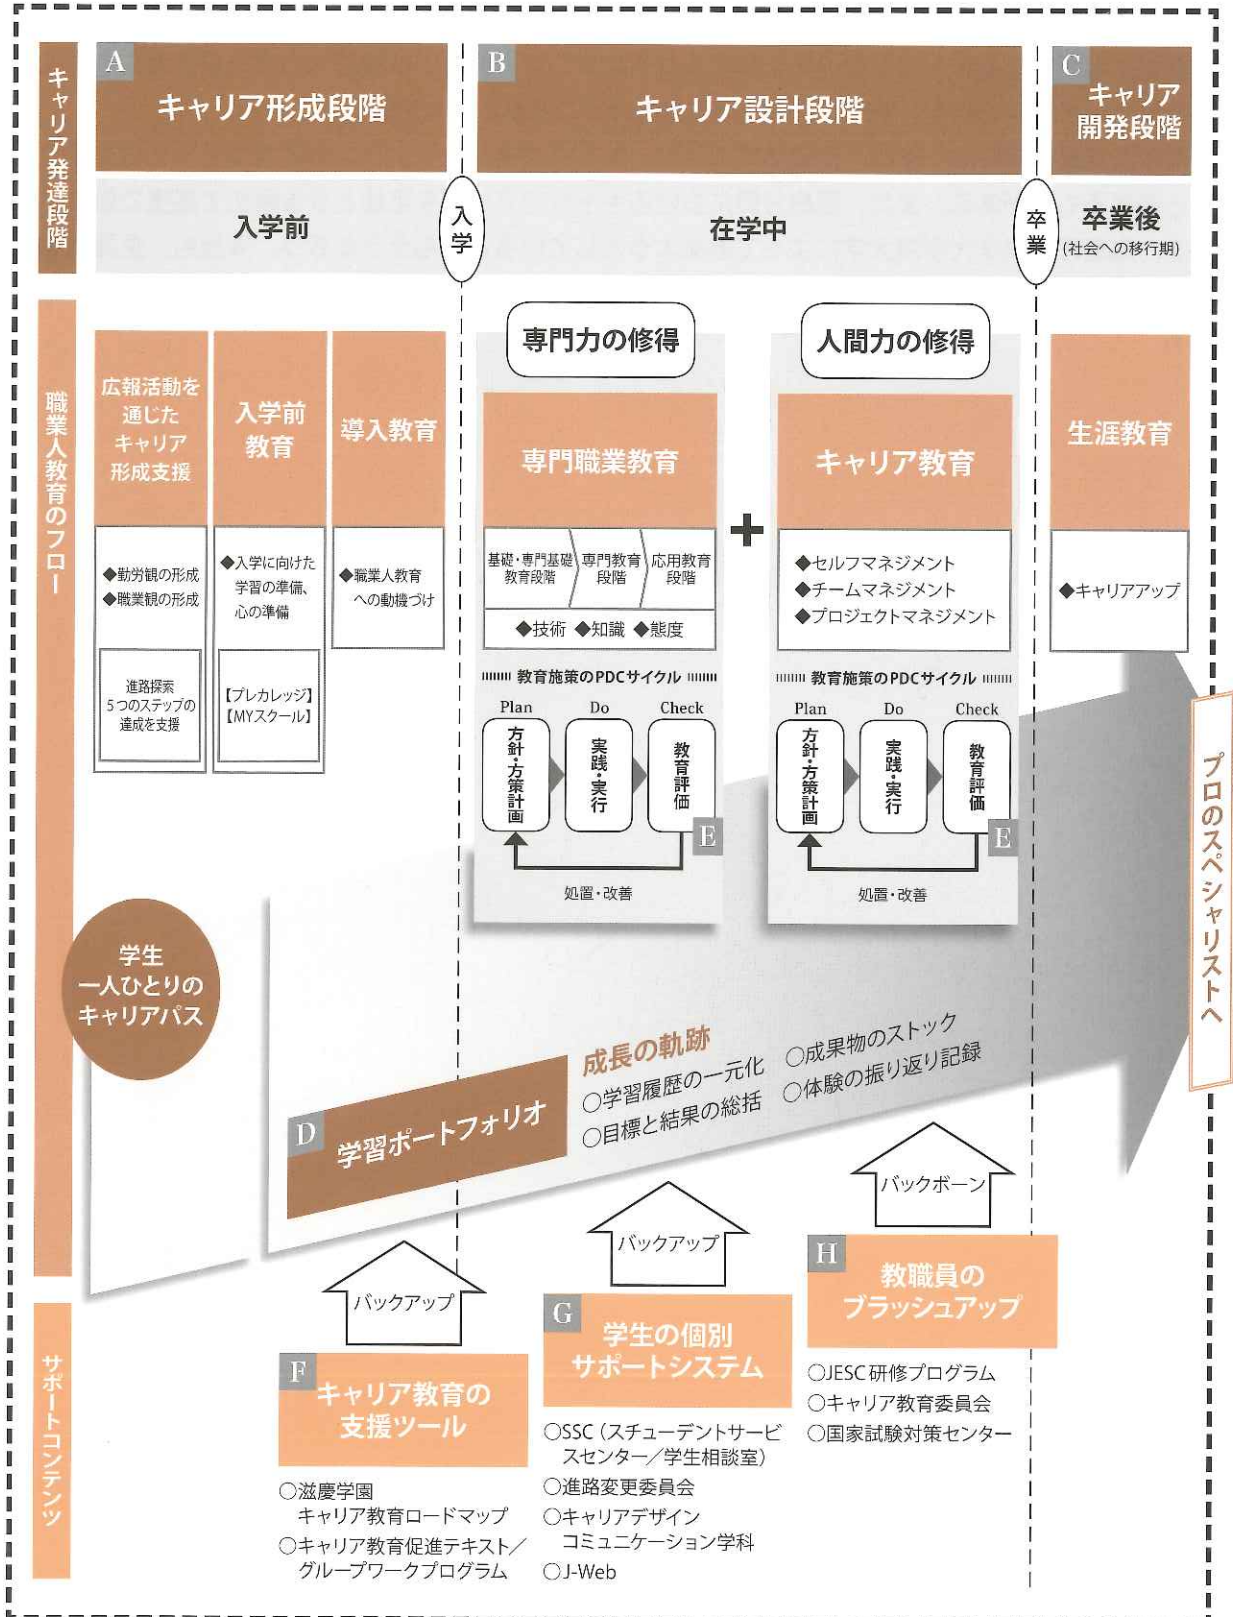 キャリア発達段階
A
キャリア形成段階
B
キャリア設計段階
C
キャリア
開発段階
入学前
入学
在学中
卒業
卒業後
(社会への移行期)
職業人教育のフロー
広報活動を
通じた
キャリア
形成支援
◆勤労観の形成
◆職業観の形成
進路探索
5つのステップの
達成を支援
入学前
教育
◆入学に向けた
学習の準備、
心の準備
【プレカレッジ】
【MYスクール】
導入教育
◆職業人教育
への動機づけ
専門力の修得
専門職業教育
基礎・専門基礎
教育段階
専門教育
段階
応用教育
段階
◆技術 ◆知識 ◆態度
教育施策のPDCサイクル
Plan Do Check
方針・方策計画
実践・実行
教育評価
E
処置・改善
+
人間力の修得
キャリア教育
◆セルフマネジメント
◆チームマネジメント
◆プロジェクトマネジメント
教育施策のPDCサイクル
Plan Do Check
方針・方策計画
実践・実行
教育評価
E
処置・改善
生涯教育
◆キャリアアップ
プロのスペシャリストへ
学生
一人ひとりの
キャリアパス
D
学習ポートフォリオ
成長の軌跡
○学習履歴の一元化 ○成果物のストック
○目標と結果の総括 ○体験の振り返り記録
サポートコンテンツ
バックアップ
F
キャリア教育の
支援ツール
○滋慶学園
キャリア教育ロードマップ
○キャリア教育促進テキスト/
グループワークプログラム
バックアップ
G
学生の個別
サポートシステム
○SSC(スチューデントサービ
スセンター/学生相談室)
○進路変更委員会
○キャリアデザイン
コミュニケーション学科
○J-Web
バックボーン
H
教職員の
ブラッシュアップ
○JESC研修プログラム
○キャリア教育委員会
○国家試験対策センター